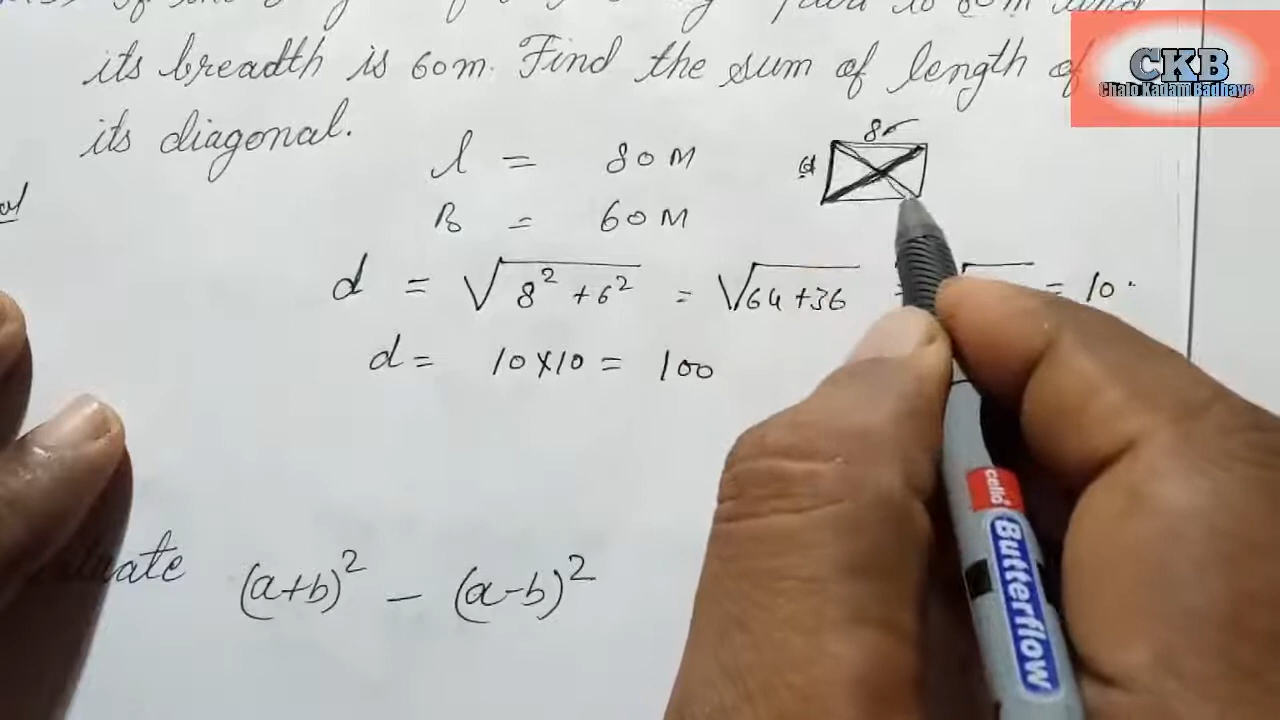 its breadth is 60m. Find the sum of length of
its diagonal.
CKB
Chalo Kadam Badhaye
l = 80 M
B = 60 M
d = √8² + 6² = √64 + 36 = 10.
d = 10×10 = 100
(a+b)² - (a-b)²
cello
Butterflow